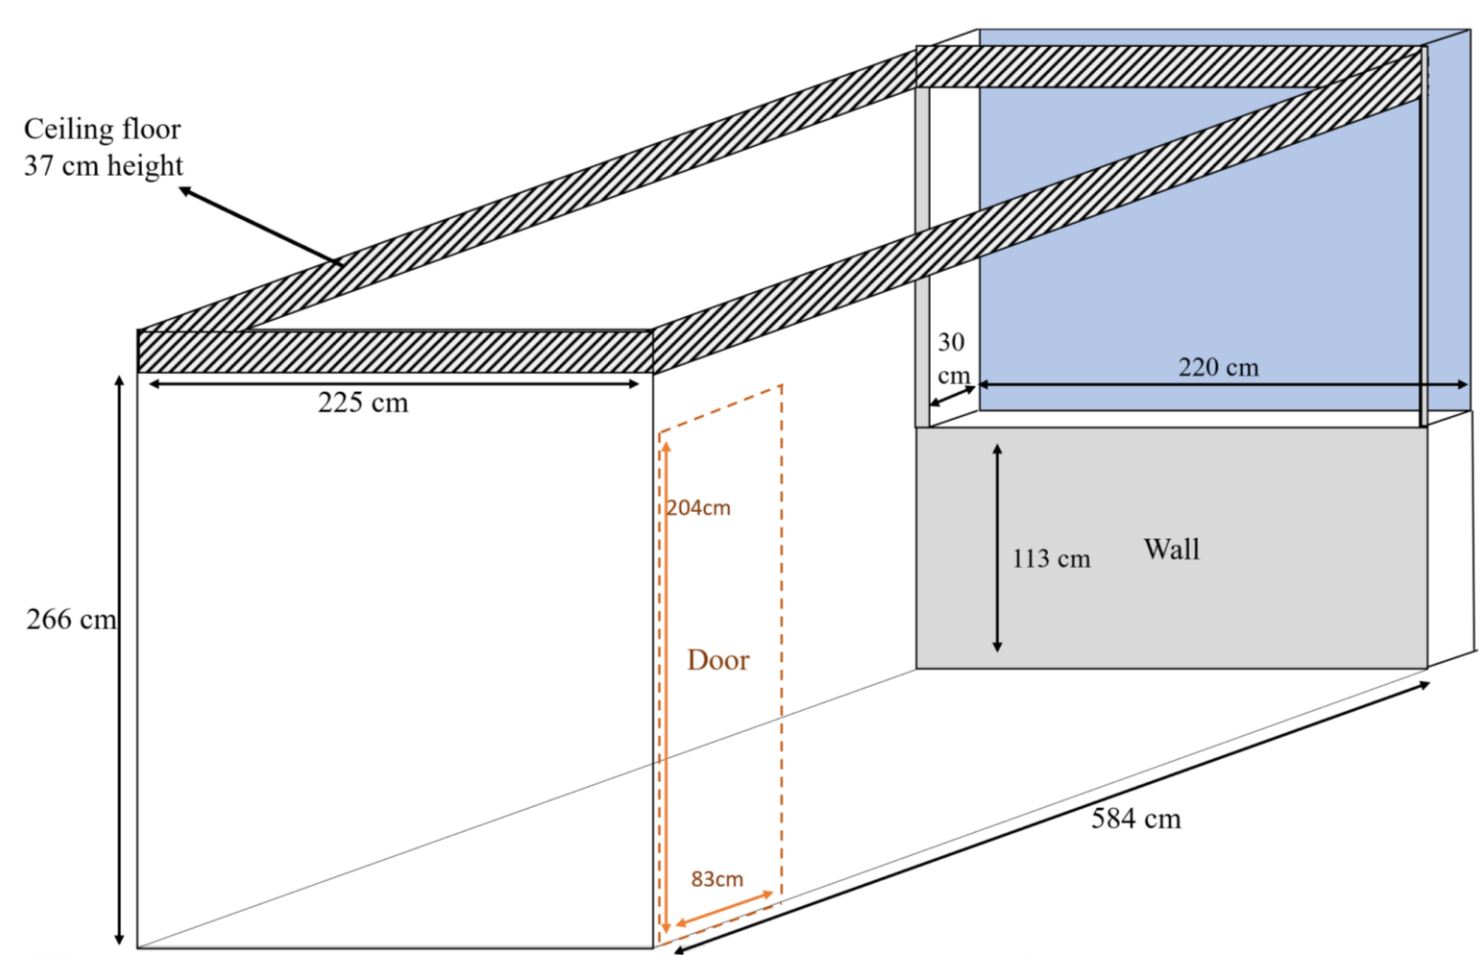 Ceiling floor
37 cm height
225 cm
30
cm
220 cm
204cm
113 cm
Wall
266 cm
Door
83cm
584 cm